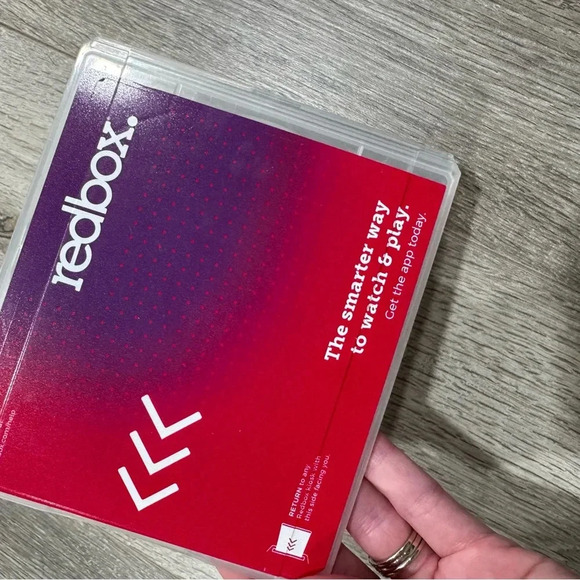 redbox.
The smarter way
to watch & play.
Get the app today.
RETURN to any
Redbox kiosk with
this side facing you.